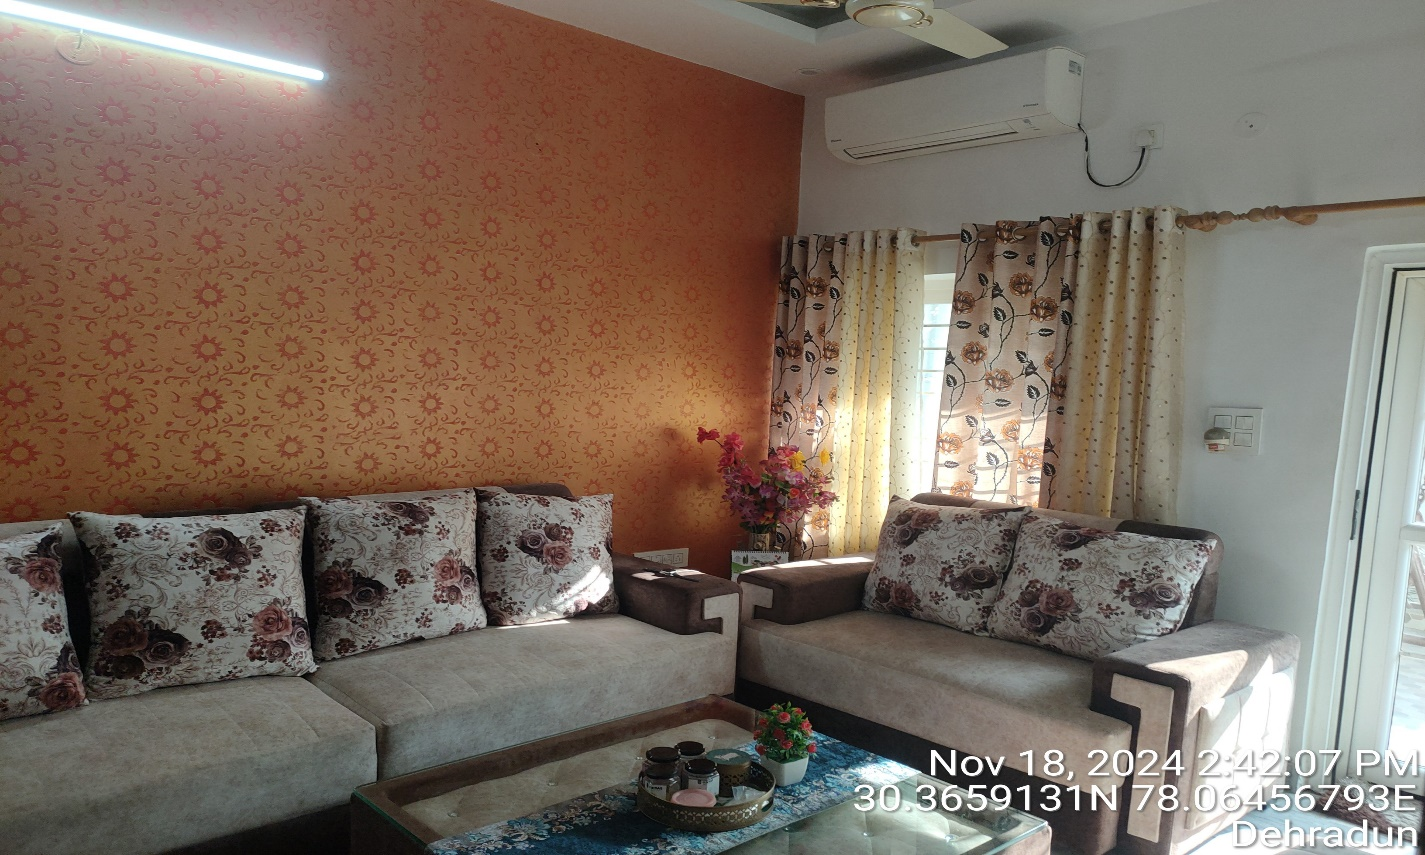 Nov 18, 2024 2:42:07 PM
30.3659131N 78.06456793E
Dehradun